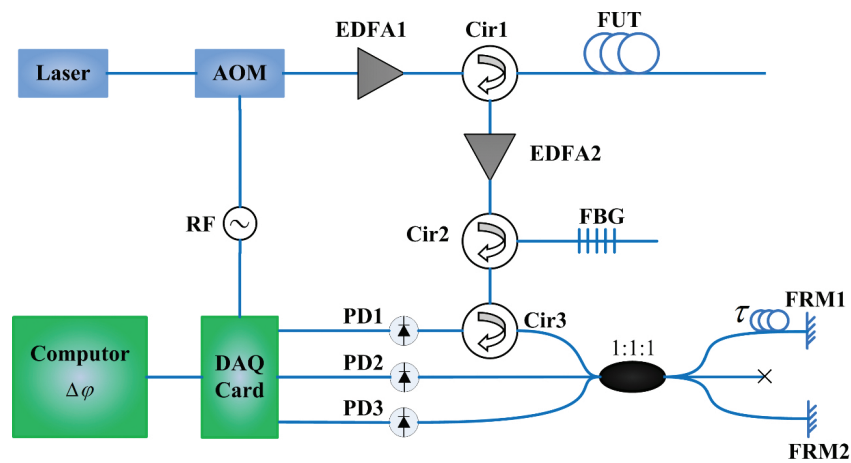 EDFA1
Cir1
FUT
Laser
AOM
EDFA2
RF
Cir2
FBG
PD1
Cir3
τ
FRM1
Computor
Δφ
DAQ
Card
PD2
1:1:1
PD3
FRM2